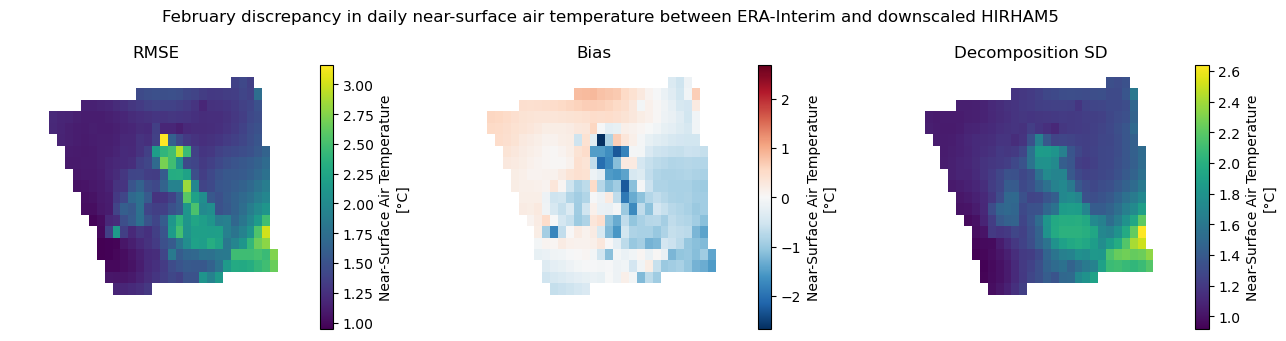 February discrepancy in daily near-surface air temperature between ERA-Interim and downscaled HIRHAM5
RMSE
3.00
2.75
2.50
2.25
2.00
1.75
1.50
1.25
1.00
Near-Surface Air Temperature
[°C]
Bias
2
1
0
−1
−2
Near-Surface Air Temperature
[°C]
Decomposition SD
2.6
2.4
2.2
2.0
1.8
1.6
1.4
1.2
1.0
Near-Surface Air Temperature
[°C]